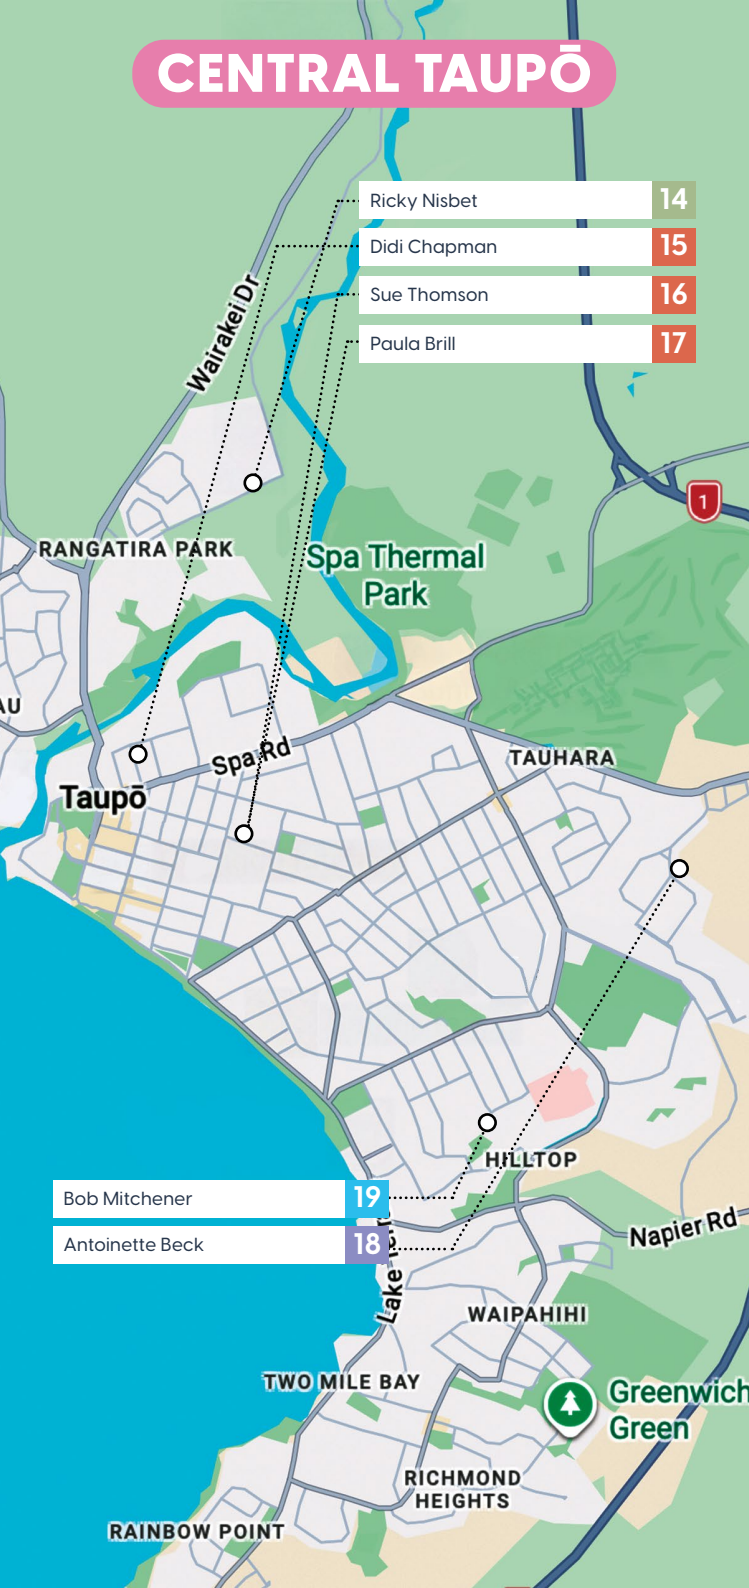 CENTRAL TAUPŌ
Ricky Nisbet 14
Didi Chapman 15
Sue Thomson 16
Paula Brill 17
Wairakei Dr
1
RANGATIRA PARK
Spa Thermal
Park
AU
Spa Rd
TAUHARA
Taupō
HILLTOP
Bob Mitchener 19
Antoinette Beck 18
Napier Rd
Lake
WAIPAHIHI
TWO MILE BAY
Greenwich
Green
RICHMOND
HEIGHTS
RAINBOW POINT